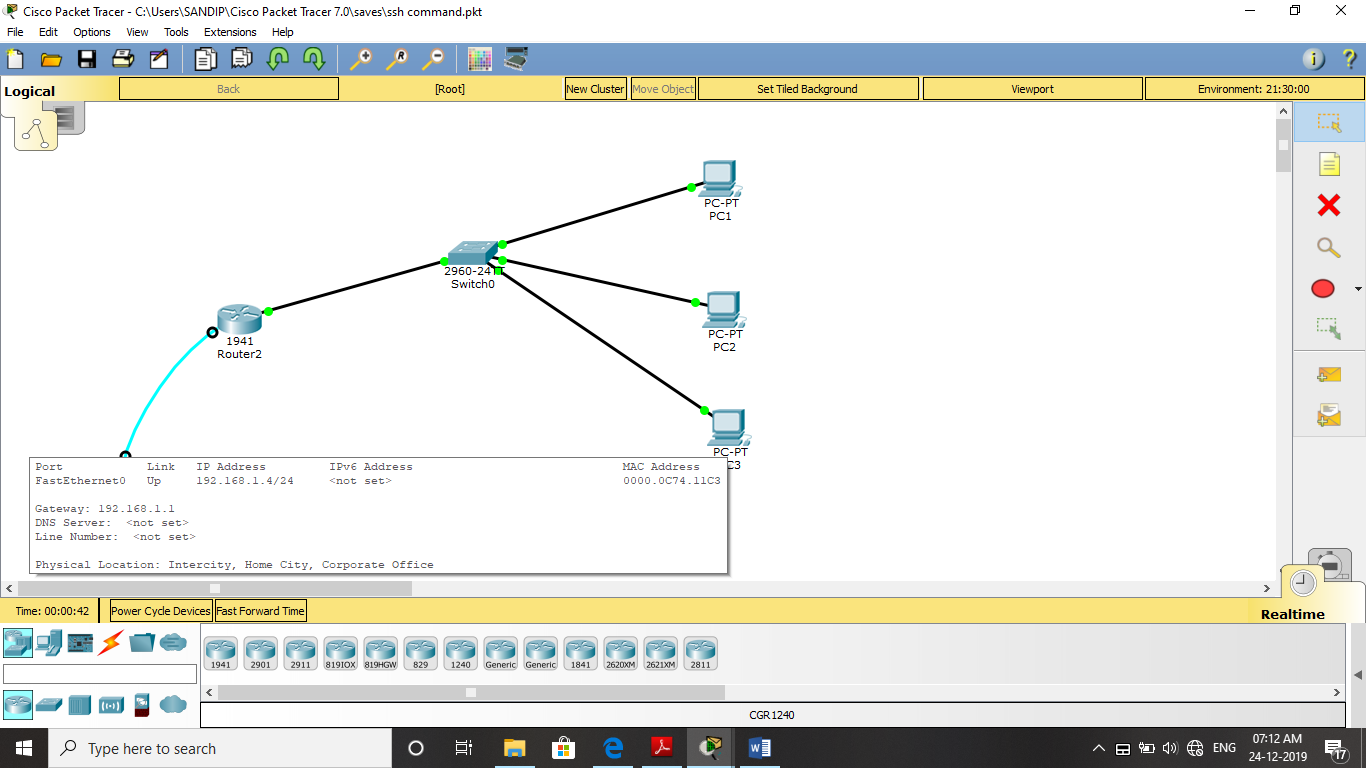 Cisco Packet Tracer - C:\Users\SANDIP\Cisco Packet Tracer 7.0\saves\ssh command.pkt
File Edit Options View Tools Extensions Help
Logical Back [Root] New Cluster Move Object Set Tiled Background Viewport Environment: 21:30:00
PC-PT
PC1
2960-24TT
Switch0
PC-PT
PC2
1941
Router2
PC-PT
C3
Port Link IP Address IPv6 Address MAC Address
FastEthernet0 Up 192.168.1.4/24 <not set> 0000.0C74.11C3
Gateway: 192.168.1.1
DNS Server: <not set>
Line Number: <not set>
Physical Location: Intercity, Home City, Corporate Office
Time: 00:00:42 Power Cycle Devices Fast Forward Time Realtime
1941 2901 2911 819IOX 819HGW 829 1240 Generic Generic 1841 2620XM 2621XM 2811
CGR1240
Type here to search
ENG
07:12 AM
24-12-2019
17